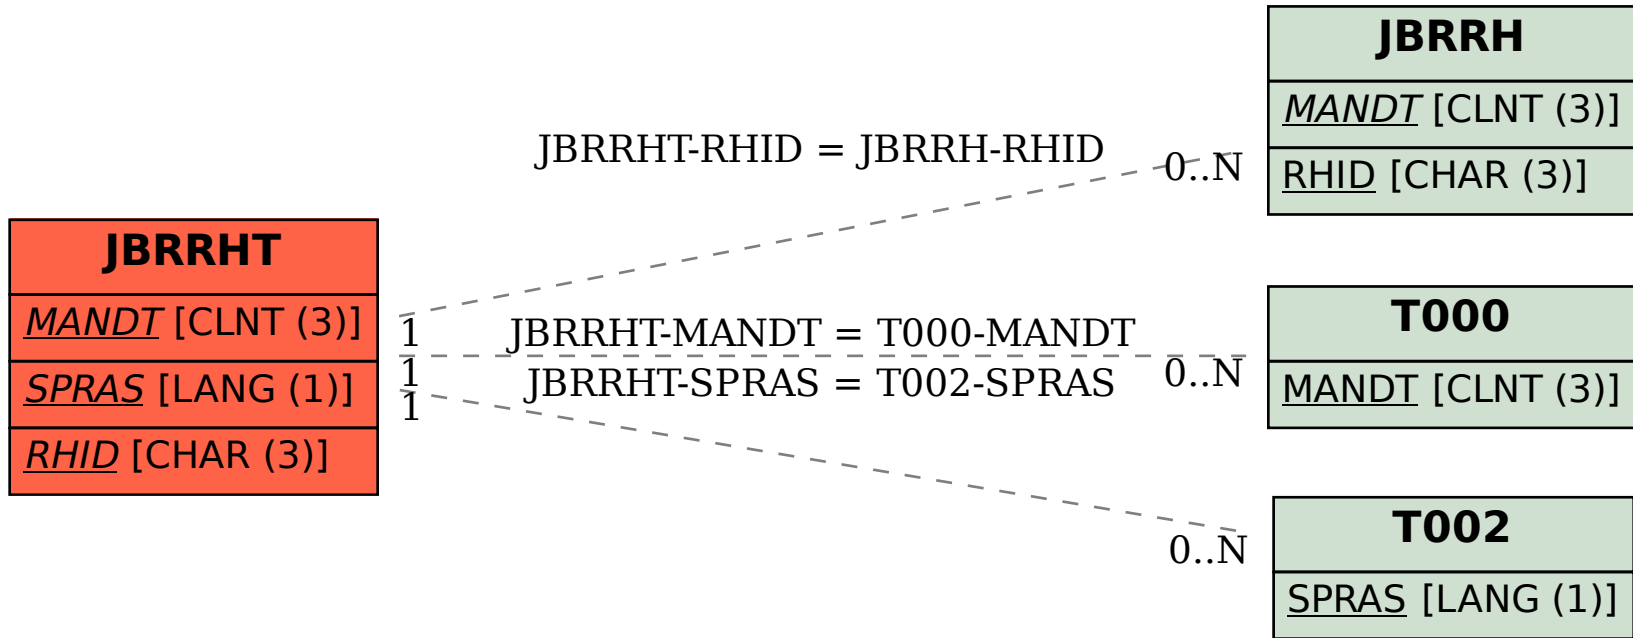 JBRRHT
MANDT [CLNT (3)]
SPRAS [LANG (1)]
RHID [CHAR (3)]
JBRRHT-RHID = JBRRH-RHID
0..N
1
JBRRHT-MANDT = T000-MANDT
1
0..N
JBRRHT-SPRAS = T002-SPRAS
1
0..N
JBRRH
MANDT [CLNT (3)]
RHID [CHAR (3)]
T000
MANDT [CLNT (3)]
T002
SPRAS [LANG (1)]